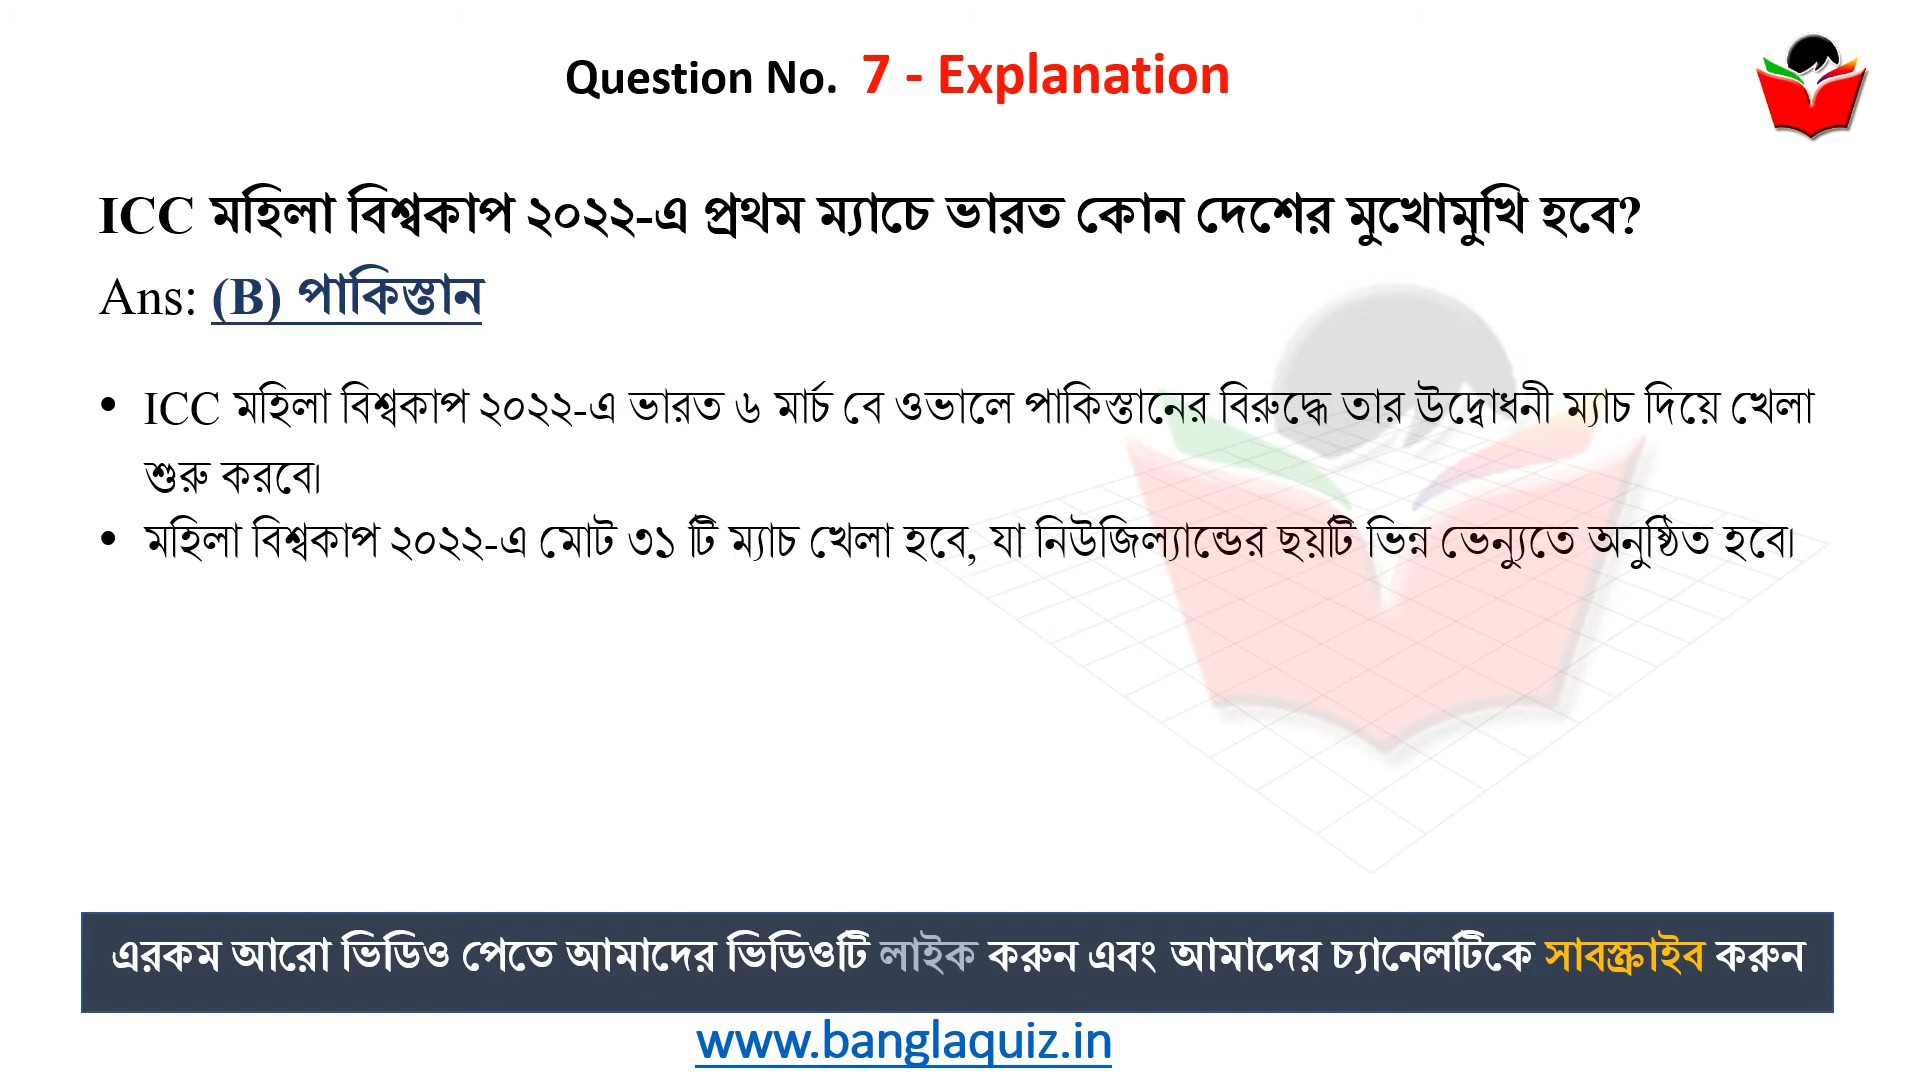 Question No. 7 - Explanation
ICC মহিলা বিশ্বকাপ ২০২২-এ প্রথম ম্যাচে ভারত কোন দেশের মুখোমুখি হবে?
Ans: (B) পাকিস্তান
• ICC মহিলা বিশ্বকাপ ২০২২-এ ভারত ৬ মার্চ বে ওভালে পাকিস্তানের বিরুদ্ধে তার উদ্বোধনী ম্যাচ দিয়ে খেলা
শুরু করবে।
• মহিলা বিশ্বকাপ ২০২২-এ মোট ৩১ টি ম্যাচ খেলা হবে, যা নিউজিল্যান্ডের ছয়টি ভিন্ন ভেন্যুতে অনুষ্ঠিত হবে।
এরকম আরো ভিডিও পেতে আমাদের ভিডিওটি লাইক করুন এবং আমাদের চ্যানেলটিকে সাবস্ক্রাইব করুন
www.banglaquiz.in